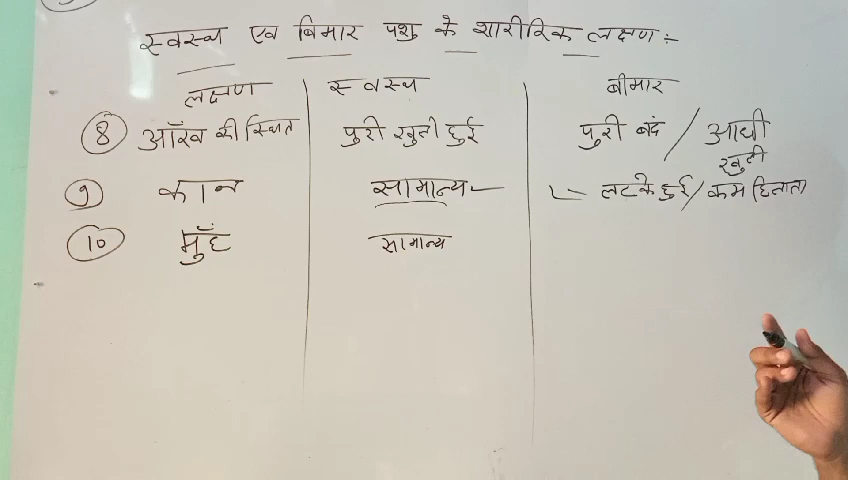 स्वस्थ एव बिमार पशु के शारीरिक लक्षण :-
लक्षण स्वस्थ बीमार
8 आँख की स्थित पुरी खुली हुई पुरी बंद / आधी खुली
9 कान सामान्य लटके हुई / कम हिलाता
10 मुँह सामान्य